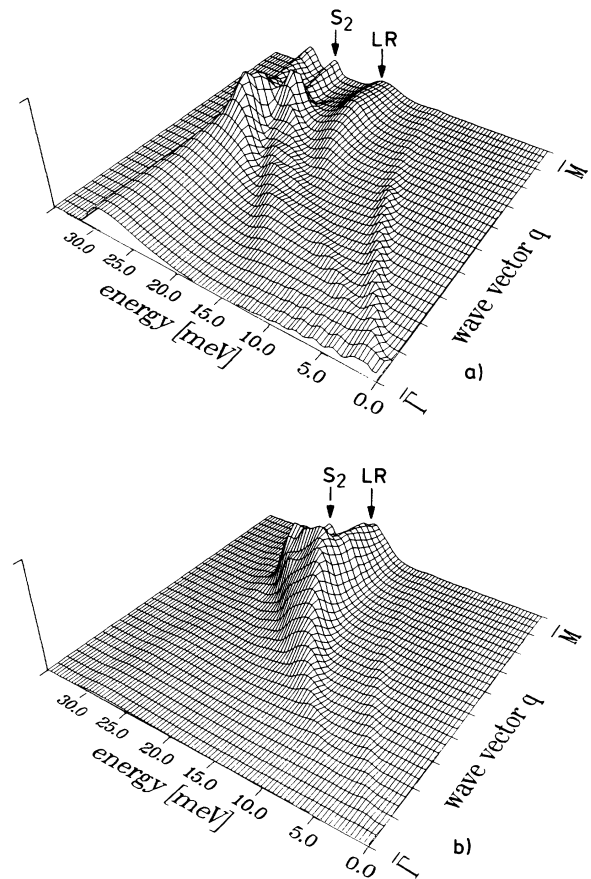 S2
LR
M̅
wave vector q
Γ̅
30.0
25.0
20.0
15.0
10.0
5.0
0.0
energy [meV]
a)
S2
LR
M̅
wave vector q
Γ̅
30.0
25.0
20.0
15.0
10.0
5.0
0.0
energy [meV]
b)